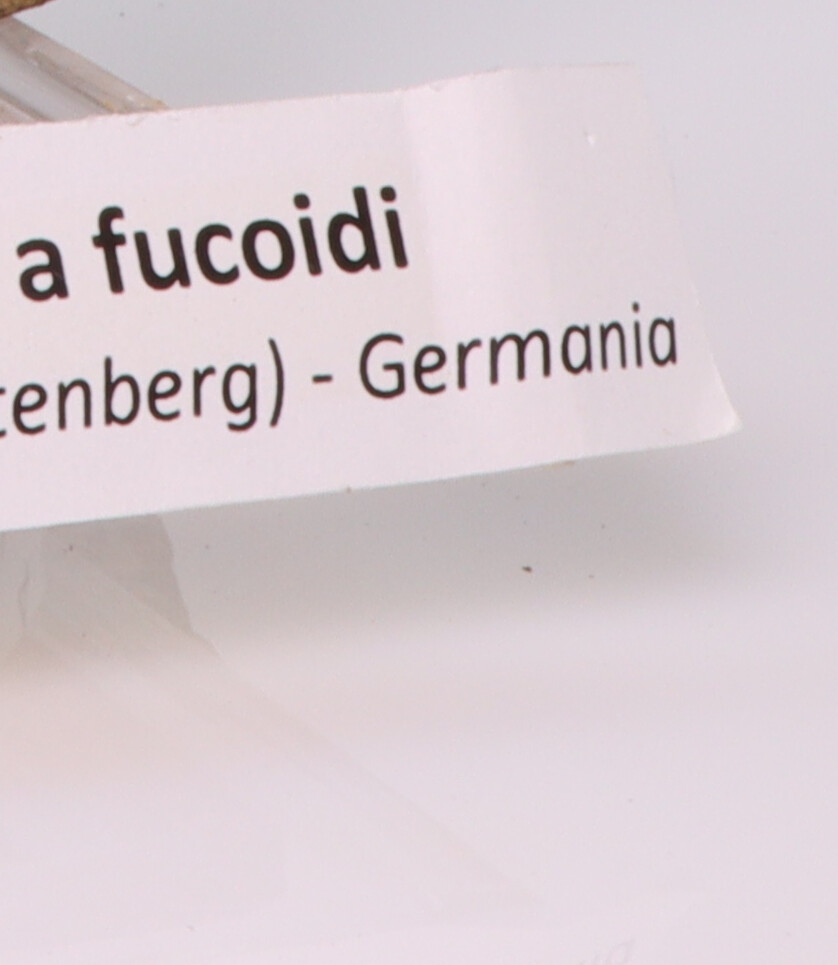 a fucoidi
tenberg) - Germania